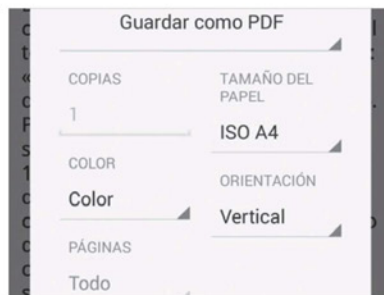 Guardar como PDF
COPIAS
1
TAMAÑO DEL
PAPEL
ISO A4
COLOR
Color
ORIENTACIÓN
Vertical
PÁGINAS
Todo